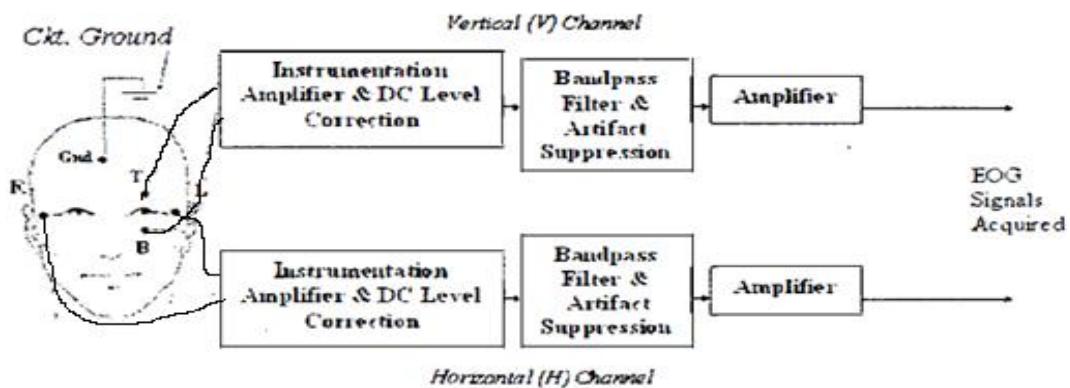 Vertical (V) Channel
Ckt. Ground
Instrumentation
Amplifier & DC Level
Correction
Bandpass
Filter &
Artifact
Suppression
Amplifier
Gnd.
T
R
L
B
EOG
Signals
Acquired
Instrumentation
Amplifier & DC Level
Correction
Bandpass
Filter &
Artifact
Suppression
Amplifier
Horizontal (H) Channel